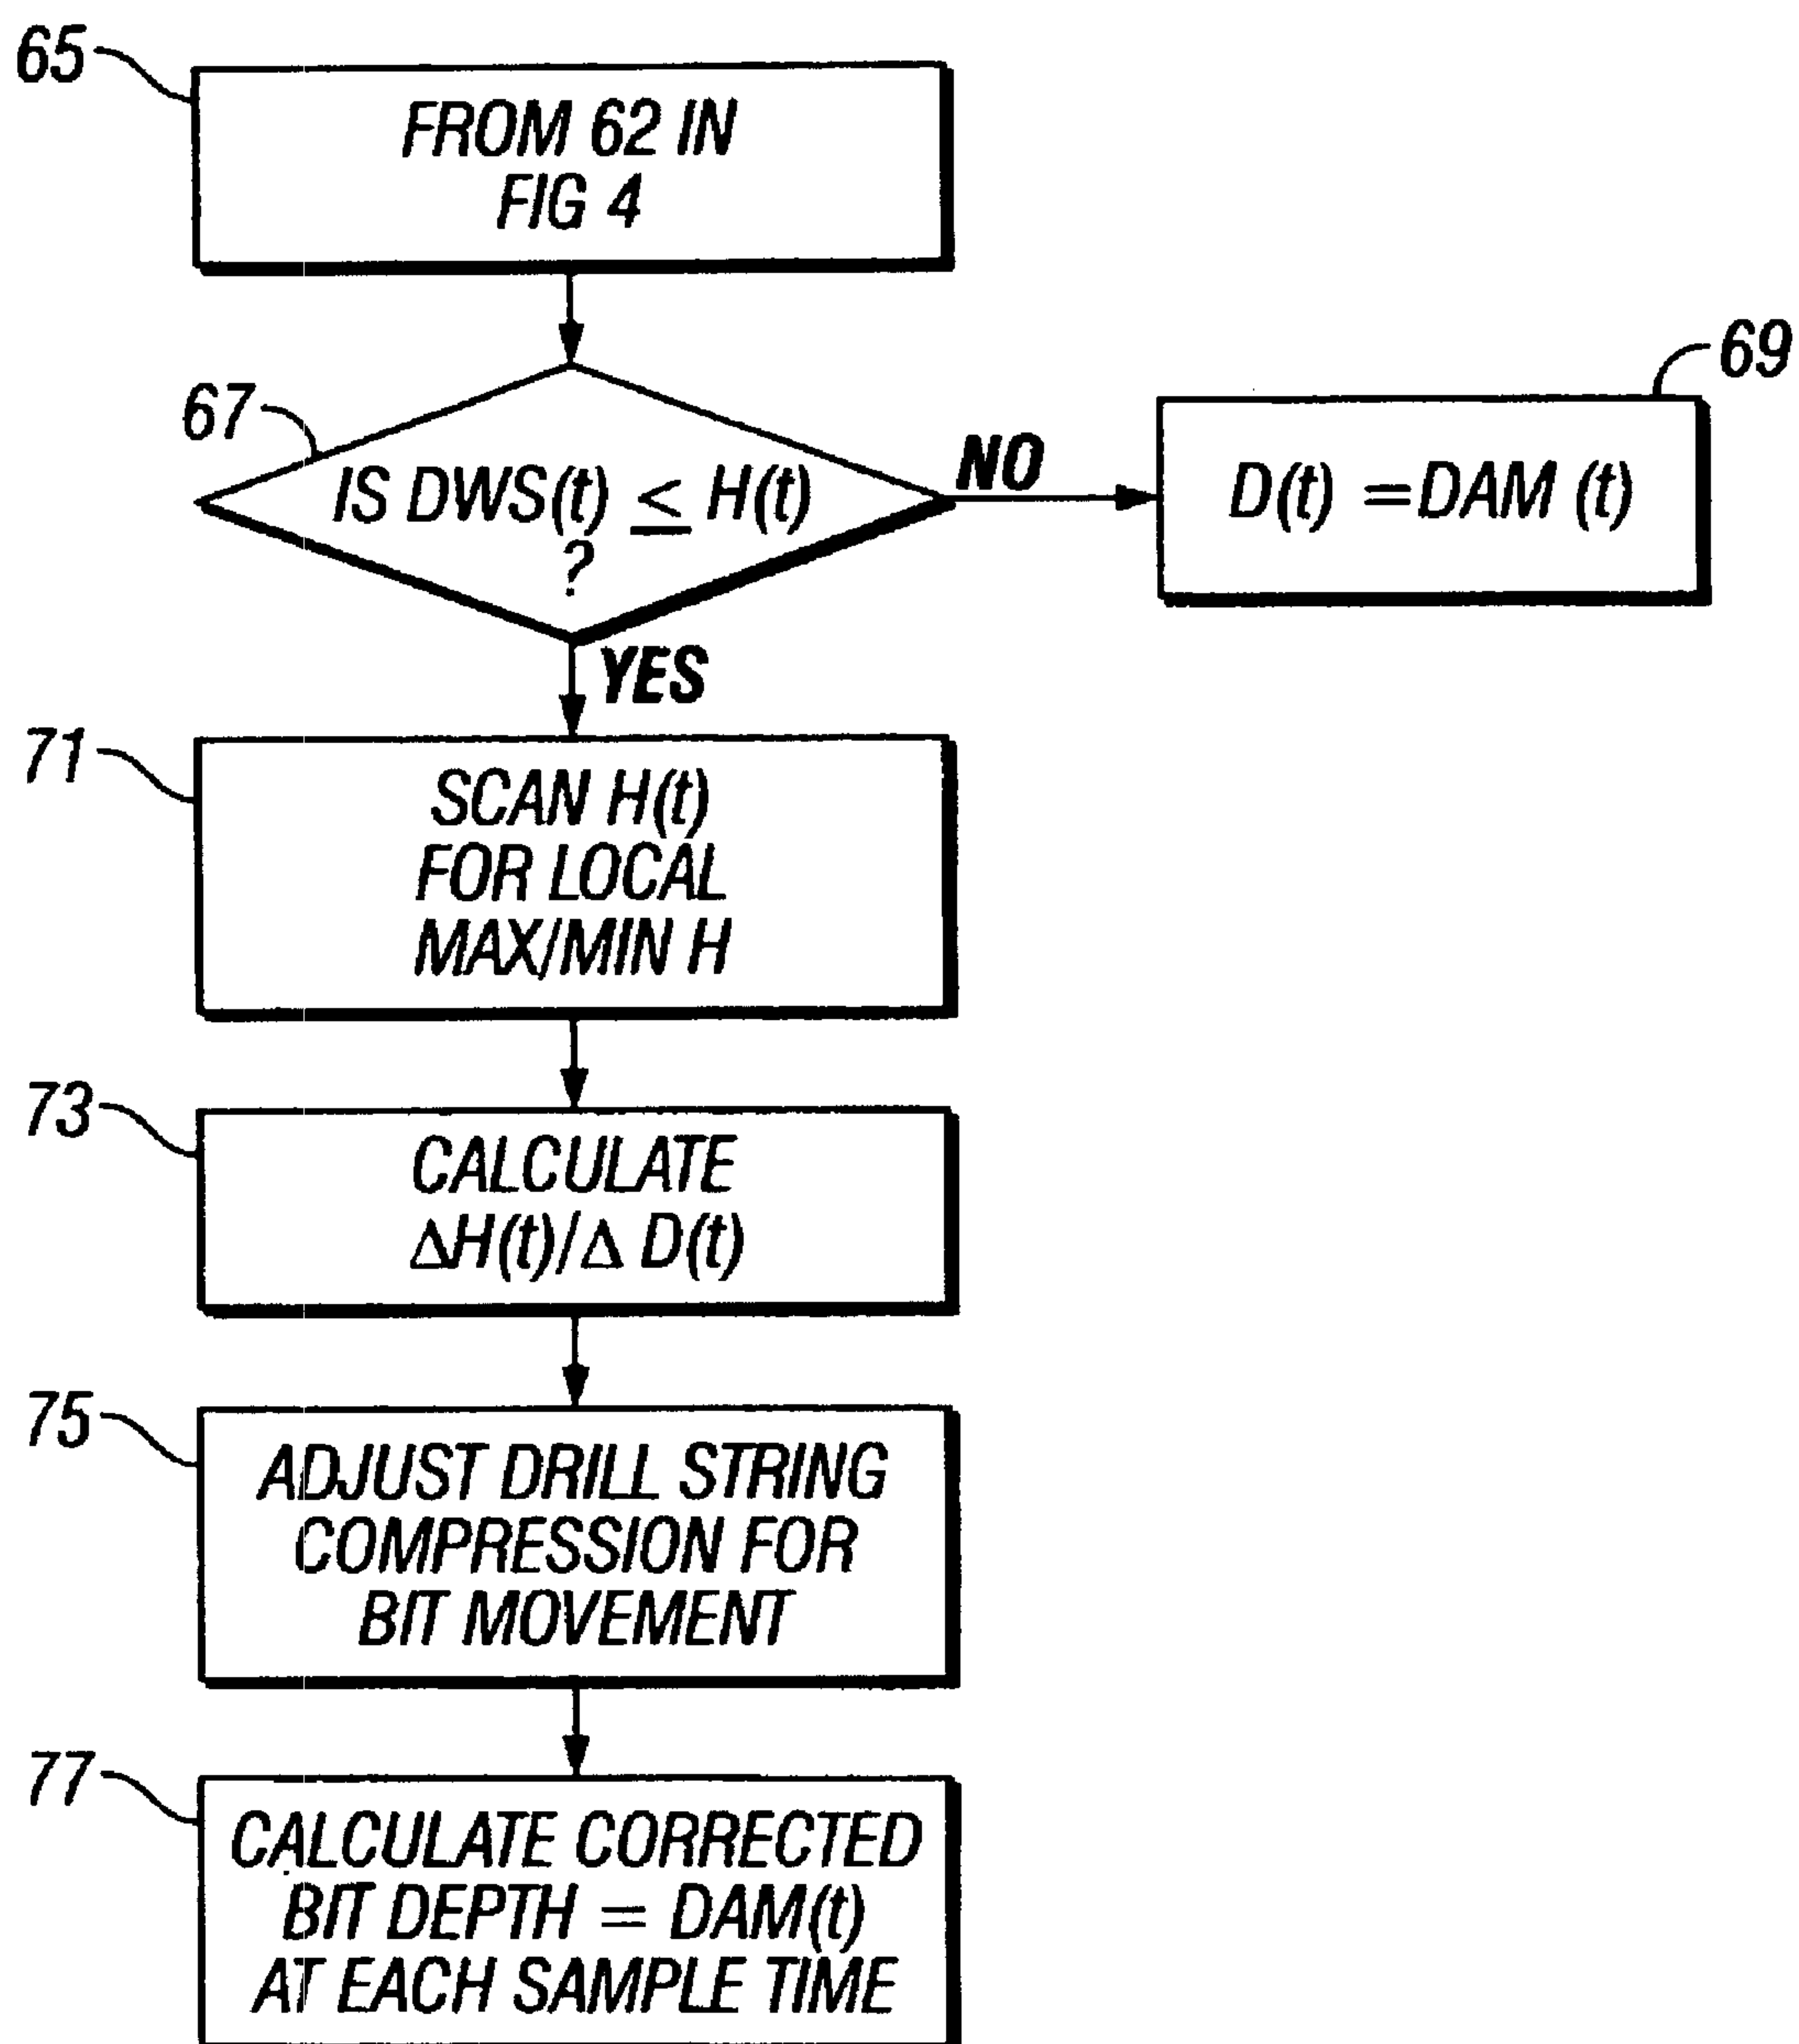 65
FROM 62 IN
FIG 4
67
IS DWS(t) ≤ H(t)
?
NO
69
D(t) =DAM (t)
YES
71
SCAN H(t)
FOR LOCAL
MAX/MIN H
73
CALCULATE
ΔH(t)/Δ D(t)
75
ADJUST DRILL STRING
COMPRESSION FOR
BIT MOVEMENT
77
CALCULATE CORRECTED
BIT DEPTH = DAM(t)
AT EACH SAMPLE TIME